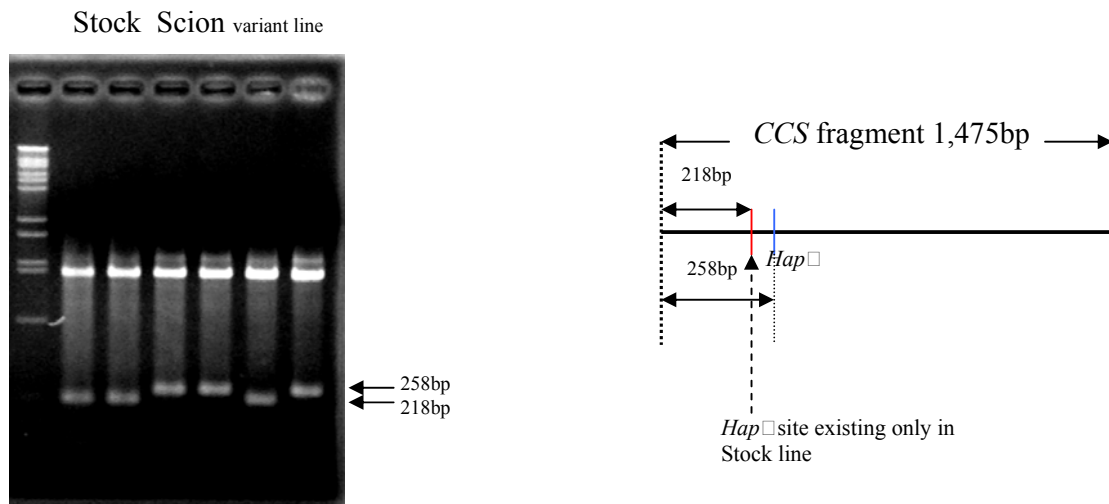 Stock Scion variant line
CCS fragment 1,475bp
218bp
Hap□
258bp
258bp
218bp
Hap□ site existing only in
Stock line